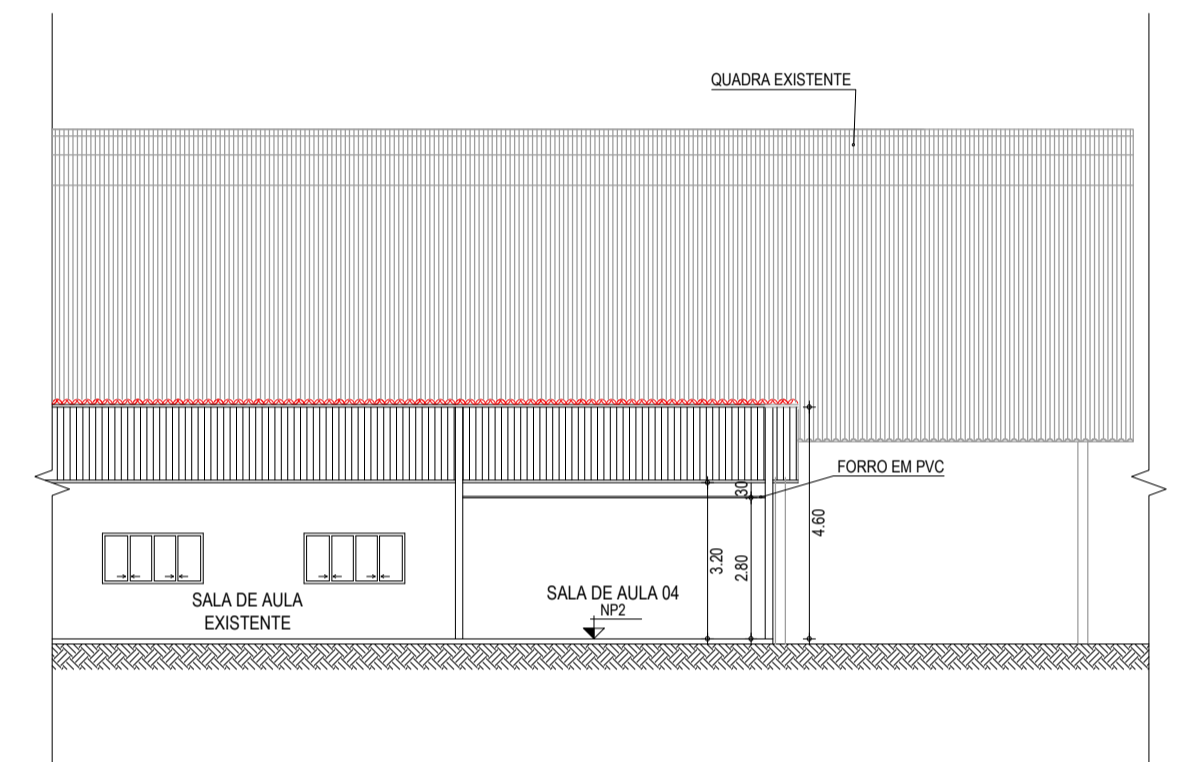 QUADRA EXISTENTE
FORRO EM PVC
.30
4.60
3.20
2.80
SALA DE AULA
EXISTENTE
SALA DE AULA 04
NP2